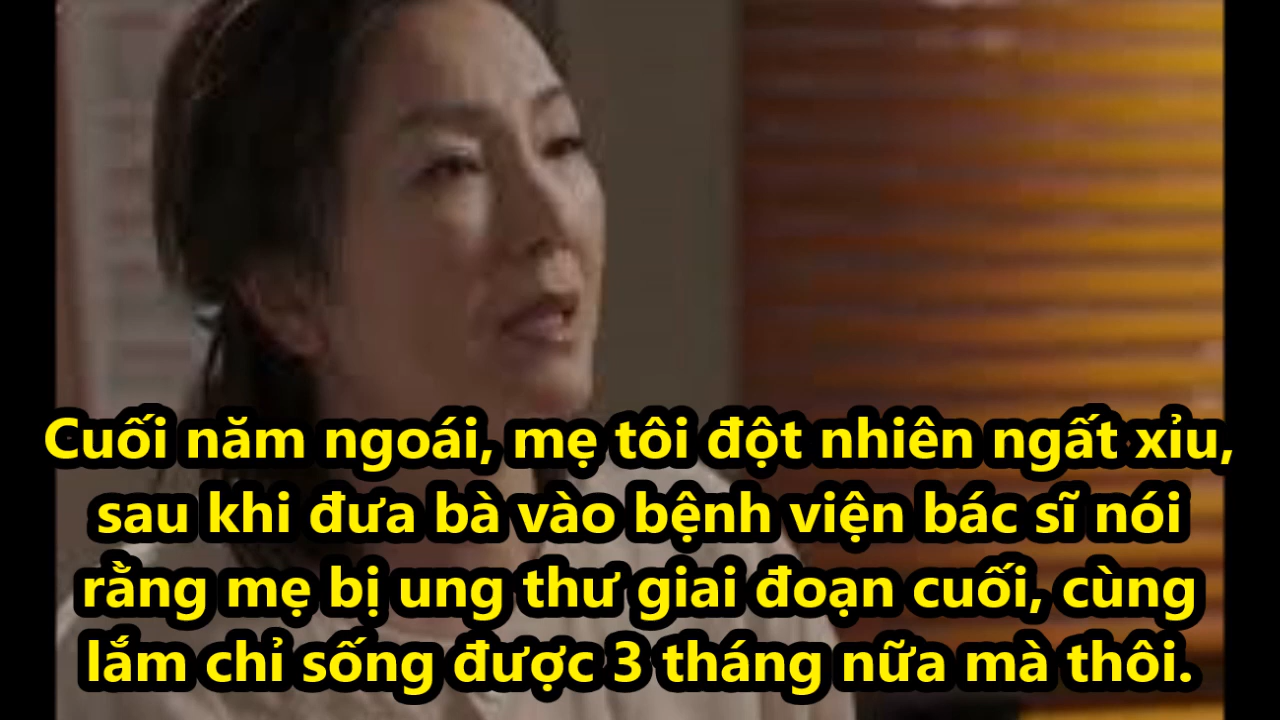 Cuối năm ngoái, mẹ tôi đột nhiên ngất xỉu,
sau khi đưa bà vào bệnh viện bác sĩ nói
rằng mẹ bị ung thư giai đoạn cuối, cùng
lắm chỉ sống được 3 tháng nữa mà thôi.